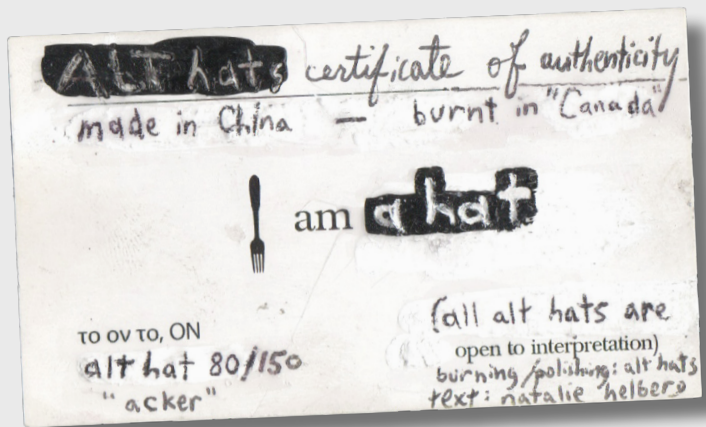 ALT hats certificate of authenticity
made in China — burnt in "Canada"
am a hat
TO OV TO, ON
alt hat 80/150
"acker"
(all alt hats are
open to interpretation)
burning/polishing: alt hats
text: natalie helberg